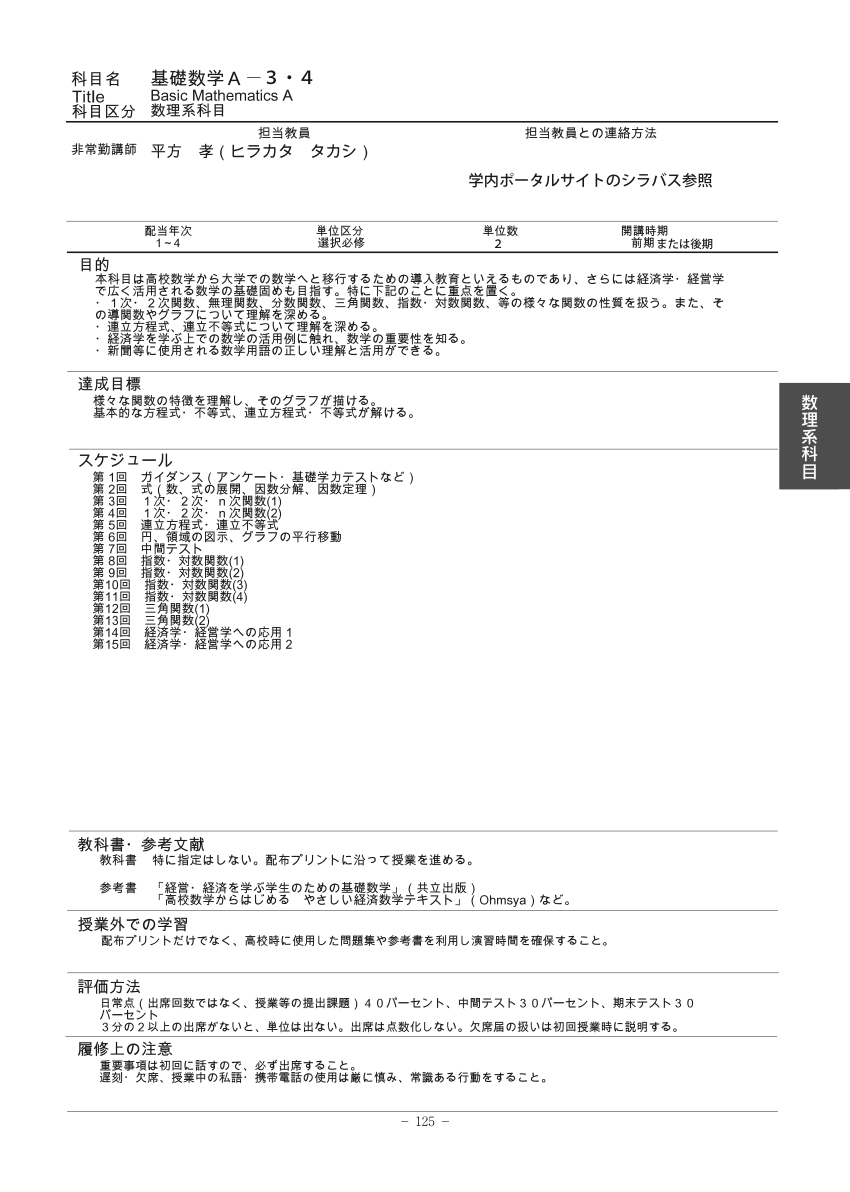 科目名　基礎数学Ａ－３・４
Title　Basic Mathematics A
科目区分　数理系科目
担当教員　担当教員との連絡方法
非常勤講師　平方　孝（ヒラカタ　タカシ）
学内ポータルサイトのシラバス参照
配当年次　単位区分　単位数　開講時期
1～4　選択必修　2　前期または後期
目的
本科目は高校数学から大学での数学へと移行するための導入教育といえるものであり、さらには経済学・経営学
で広く活用される数学の基礎固めも目指す。特に下記のことに重点を置く。
・１次・２次関数、無理関数、分数関数、三角関数、指数・対数関数、等の様々な関数の性質を扱う。また、そ
の導関数やグラフについて理解を深める。
・連立方程式、連立不等式について理解を深める。
・経済学を学ぶ上での数学の活用例に触れ、数学の重要性を知る。
・新聞等に使用される数学用語の正しい理解と活用ができる。
達成目標
様々な関数の特徴を理解し、そのグラフが描ける。
基本的な方程式・不等式、連立方程式・不等式が解ける。
数理系科目
スケジュール
第 1回　ガイダンス（アンケート・基礎学力テストなど）
第 2回　式（数、式の展開、因数分解、因数定理）
第 3回　１次・２次・ｎ次関数(1)
第 4回　１次・２次・ｎ次関数(2)
第 5回　連立方程式・連立不等式
第 6回　円、領域の図示、グラフの平行移動
第 7回　中間テスト
第 8回　指数・対数関数(1)
第 9回　指数・対数関数(2)
第10回　指数・対数関数(3)
第11回　指数・対数関数(4)
第12回　三角関数(1)
第13回　三角関数(2)
第14回　経済学・経営学への応用１
第15回　経済学・経営学への応用２
教科書・参考文献
教科書　特に指定はしない。配布プリントに沿って授業を進める。
参考書　「経営・経済を学ぶ学生のための基礎数学」（共立出版）
「高校数学からはじめる　やさしい経済数学テキスト」（Ohmsya）など。
授業外での学習
配布プリントだけでなく、高校時に使用した問題集や参考書を利用し演習時間を確保すること。
評価方法
日常点（出席回数ではなく、授業等の提出課題）４０パーセント、中間テスト３０パーセント、期末テスト３０
パーセント
３分の２以上の出席がないと、単位は出ない。出席は点数化しない。欠席届の扱いは初回授業時に説明する。
履修上の注意
重要事項は初回に話すので、必ず出席すること。
遅刻・欠席、授業中の私語・携帯電話の使用は厳に慎み、常識ある行動をすること。
－ 125 －